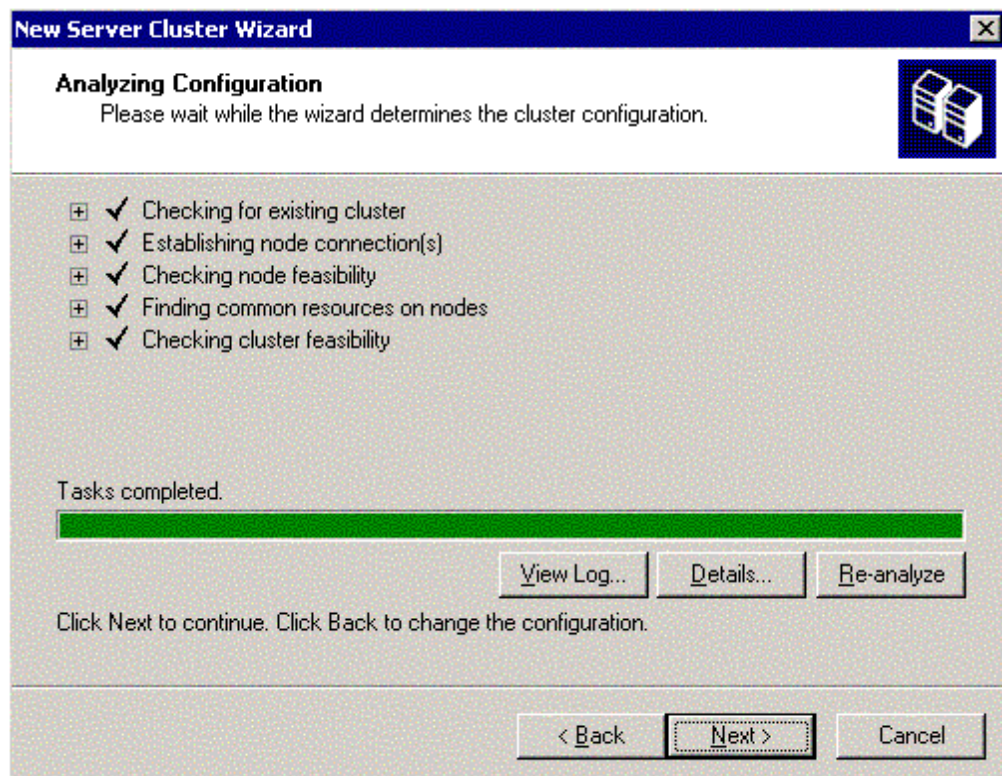 New Server Cluster Wizard
Analyzing Configuration
Please wait while the wizard determines the cluster configuration.
Checking for existing cluster
Establishing node connection(s)
Checking node feasibility
Finding common resources on nodes
Checking cluster feasibility
Tasks completed.
View Log... Details... Re-analyze
Click Next to continue. Click Back to change the configuration.
< Back Next > Cancel